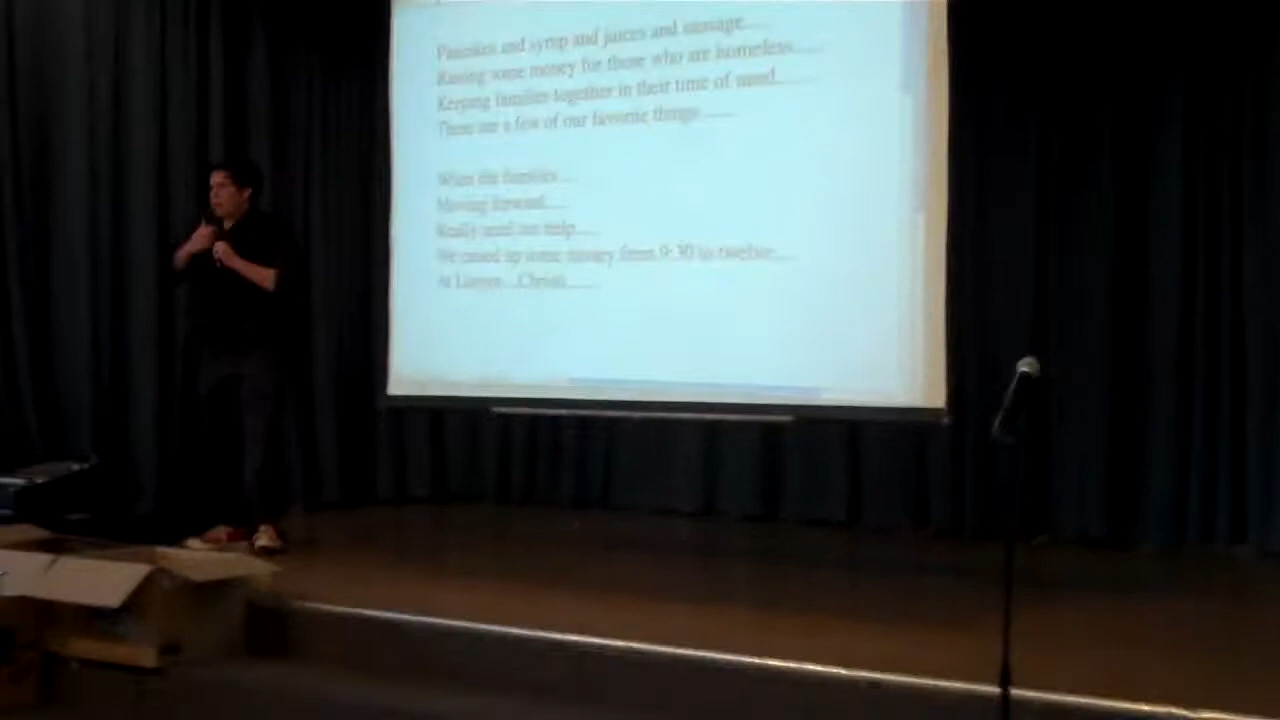 Pancakes and syrup and juices and sausage......
Raising some money for those who are homeless......
Keeping families together in their time of need........
These are a few of our favorite things........
When the families....
Moving forward.....
Really need our help.....
We raised up some money from 9:30 to twelve....
At ...Christi......